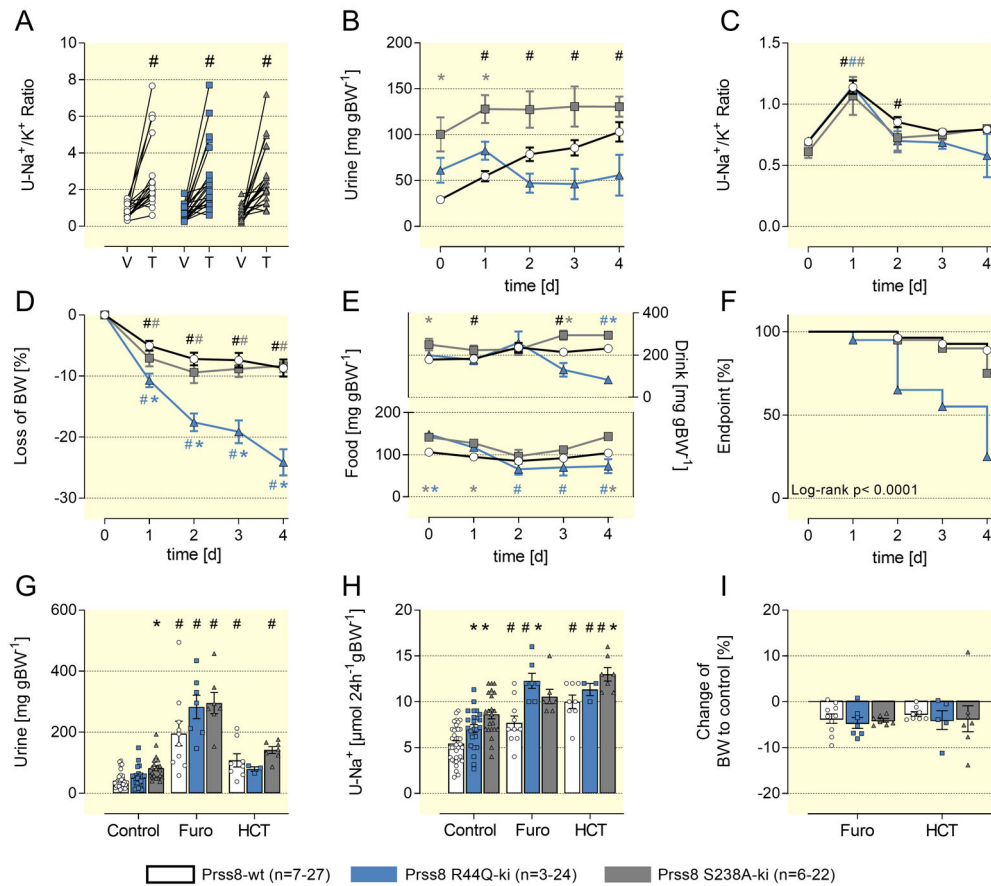 A
U-Na⁺/K⁺ Ratio
10
8
6
4
2
0
# # #
V T V T V T
B
Urine [mg gBW⁻¹]
200
150
100
50
0
# # # #
* *
0 1 2 3 4
time [d]
C
U-Na⁺/K⁺ Ratio
1.5
1.0
0.5
0.0
###
#
0 1 2 3 4
time [d]
D
Loss of BW [%]
0
-10
-20
-30
## ## ## ##
#* #* #* #*
0 1 2 3 4
time [d]
E
Food [mg gBW⁻¹]
Drink [mg gBW⁻¹]
400
200
0
200
100
0
* # #* #*
** * # # #*
0 1 2 3 4
time [d]
F
Endpoint [%]
100
50
0
Log-rank p< 0.0001
0 1 2 3 4
time [d]
G
Urine [mg gBW⁻¹]
600
400
200
0
* # # # # #
Control Furo HCT
H
U-Na⁺ [µmol 24h⁻¹gBW⁻¹]
20
15
10
5
0
* * # # * # # # *
Control Furo HCT
I
Change of
BW to control [%]
20
10
0
-10
-20
Furo HCT
Prss8-wt (n=7-27) Prss8 R44Q-ki (n=3-24) Prss8 S238A-ki (n=6-22)